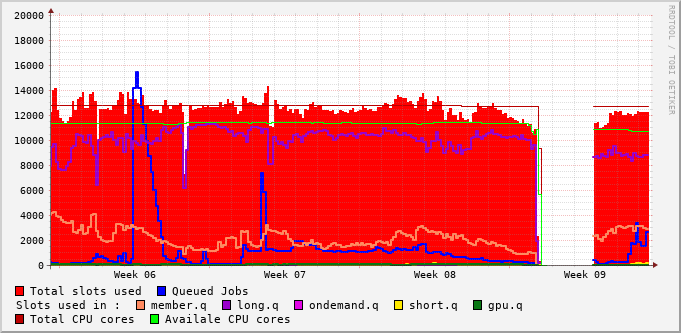 20000
18000
16000
14000
12000
10000
8000
6000
4000
2000
0
Week 06 Week 07 Week 08 Week 09
RRDTOOL / TOBI OETIKER
Total slots used Queued Jobs
Slots used in : member.q long.q ondemand.q short.q gpu.q
Total CPU cores Availale CPU cores